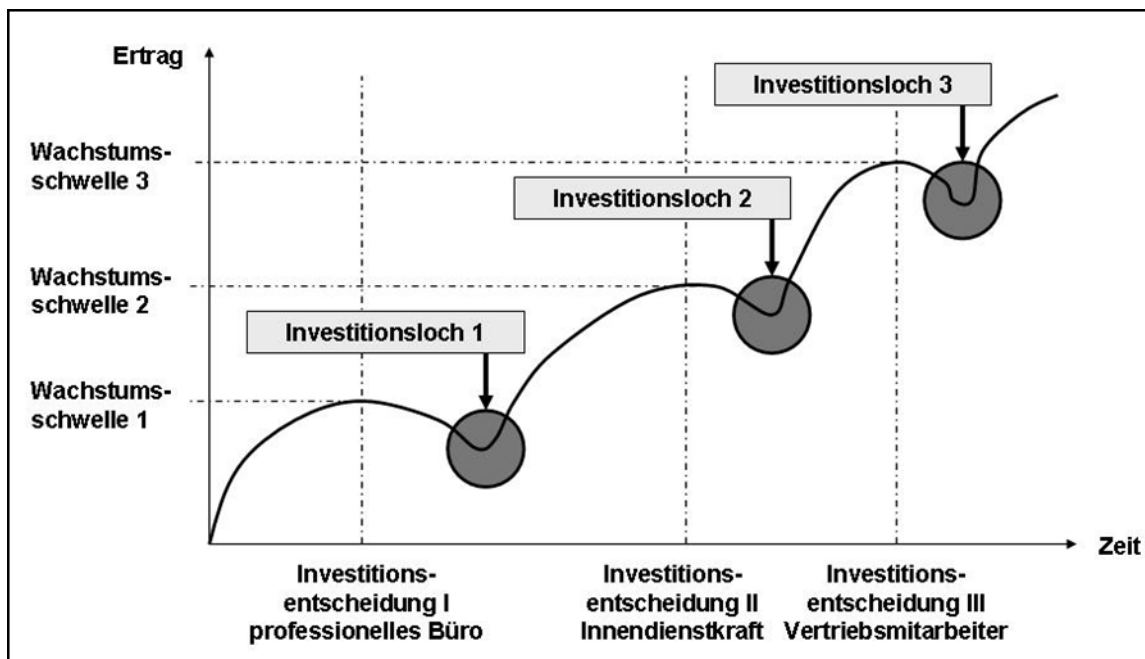 Ertrag
Investitionsloch 3
Wachstums-
schwelle 3
Investitionsloch 2
Wachstums-
schwelle 2
Investitionsloch 1
Wachstums-
schwelle 1
Zeit
Investitions-
entscheidung I
professionelles Büro
Investitions-
entscheidung II
Innendienstkraft
Investitions-
entscheidung III
Vertriebsmitarbeiter